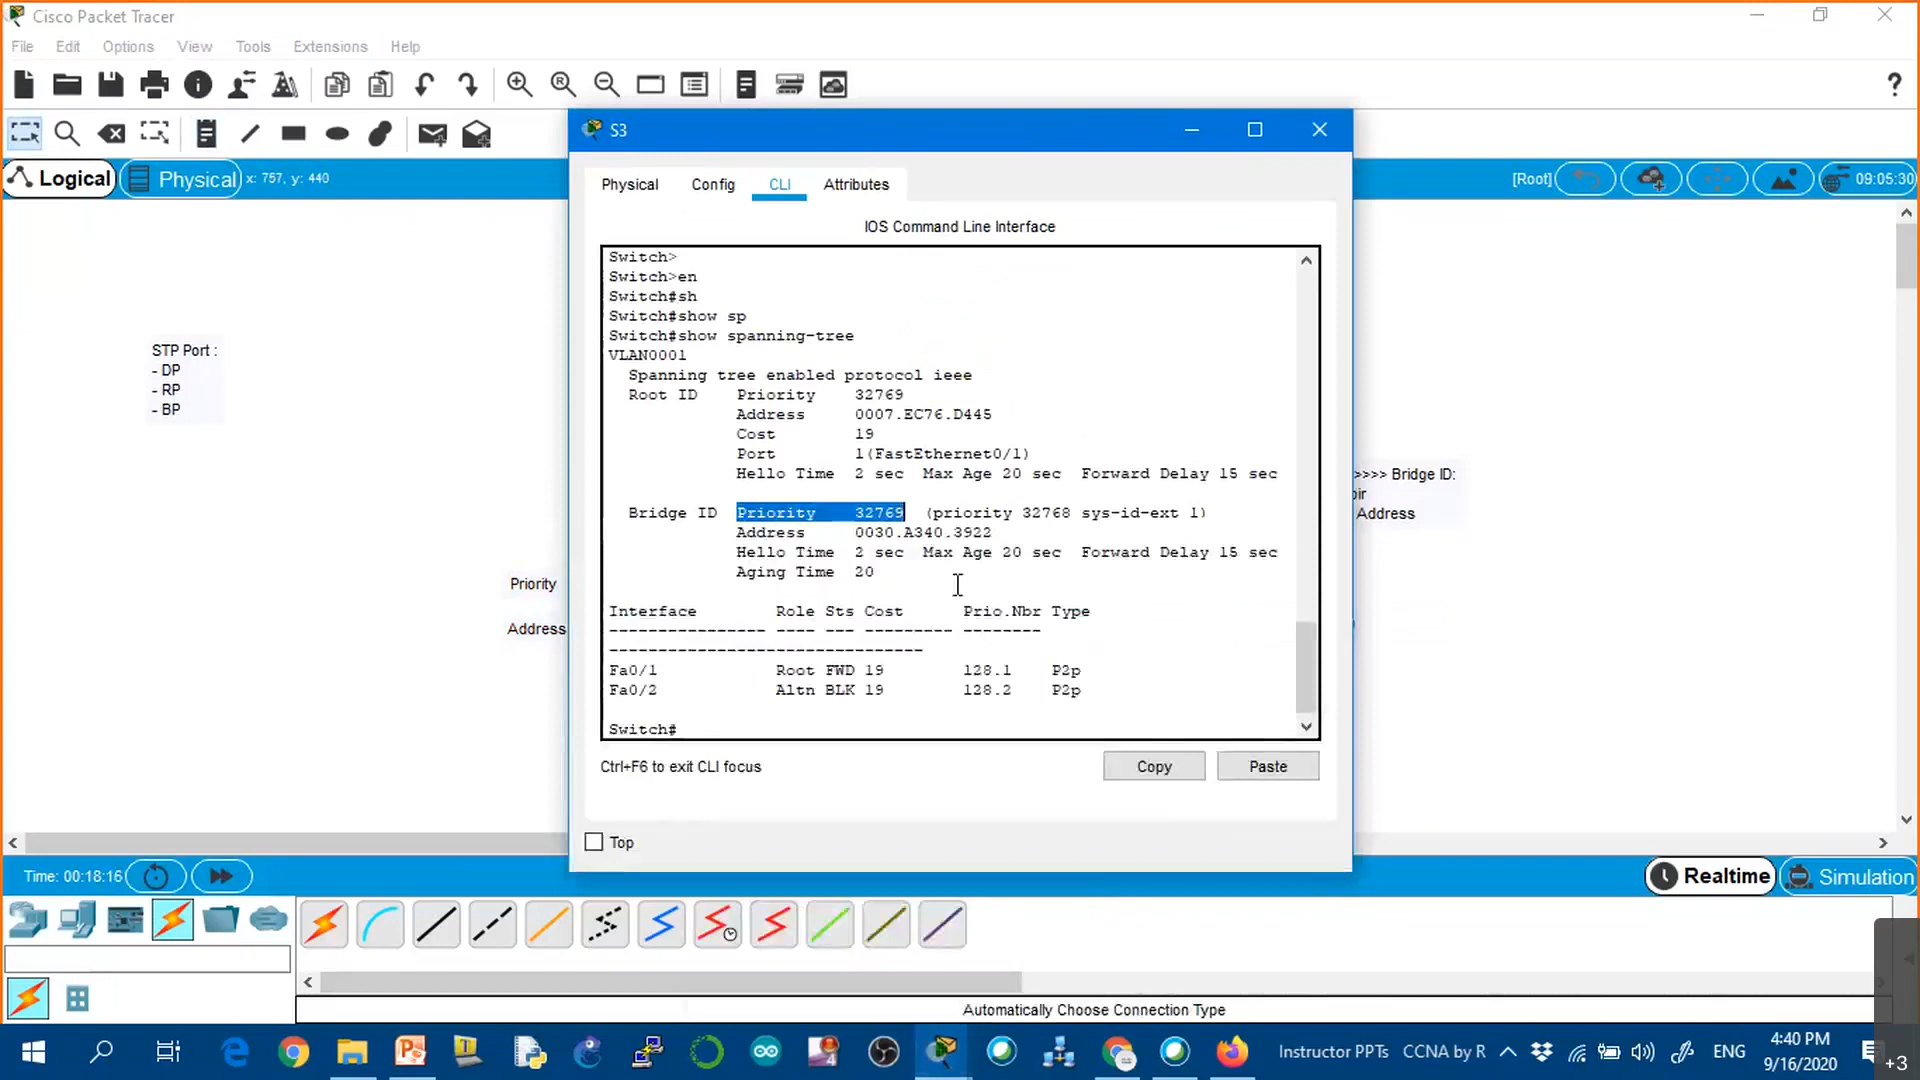 Cisco Packet Tracer
File Edit Options View Tools Extensions Help
?
Logical Physical x: 757, y: 440
[Root] 09:05:30
STP Port :
- DP
- RP
- BP
Priority
Address
S3
Physical Config CLI Attributes
IOS Command Line Interface
Switch>
Switch>en
Switch#sh
Switch#show sp
Switch#show spanning-tree
VLAN0001
Spanning tree enabled protocol ieee
Root ID Priority 32769
Address 0007.EC76.D445
Cost 19
Port 1(FastEthernet0/1)
Hello Time 2 sec Max Age 20 sec Forward Delay 15 sec
Bridge ID Priority 32769 (priority 32768 sys-id-ext 1)
Address 0030.A340.3922
Hello Time 2 sec Max Age 20 sec Forward Delay 15 sec
Aging Time 20
Interface Role Sts Cost Prio.Nbr Type
---------------- ---- --- --------- --------
--------------------------------
Fa0/1 Root FWD 19 128.1 P2p
Fa0/2 Altn BLK 19 128.2 P2p
Switch#
Ctrl+F6 to exit CLI focus
Copy Paste
Top
>>>> Bridge ID:
Address
Time: 00:18:16
Realtime Simulation
Automatically Choose Connection Type
Instructor PPTs CCNA by R ENG
4:40 PM
9/16/2020
+3